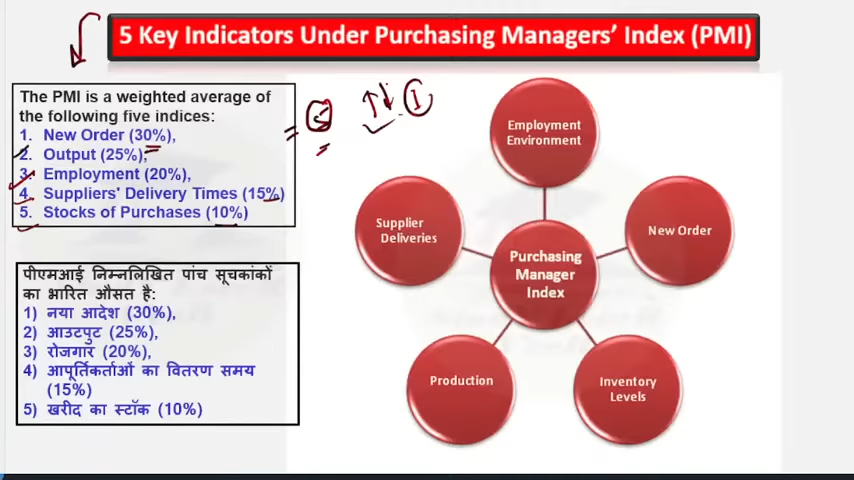 5 Key Indicators Under Purchasing Managers' Index (PMI)
The PMI is a weighted average of
the following five indices:
1. New Order (30%),
2. Output (25%),
3. Employment (20%),
4. Suppliers' Delivery Times (15%)
5. Stocks of Purchases (10%)
पीएमआई निम्नलिखित पांच सूचकांकों
का भारित औसत है:
1) नया आदेश (30%),
2) आउटपुट (25%),
3) रोजगार (20%),
4) आपूर्तिकर्ताओं का वितरण समय
(15%)
5) खरीद का स्टॉक (10%)
Employment
Environment
Supplier
Deliveries
New Order
Purchasing
Manager
Index
Production
Inventory
Levels